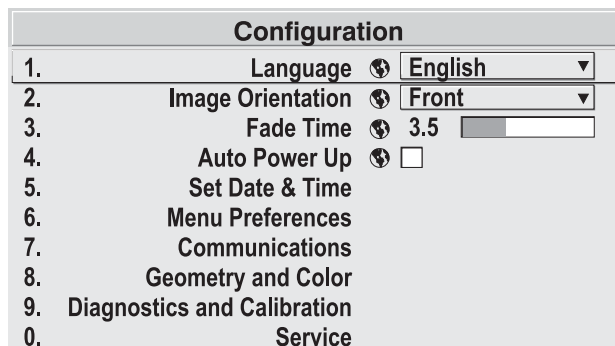 Configuration
1. Language English
2. Image Orientation Front
3. Fade Time 3.5
4. Auto Power Up
5. Set Date & Time
6. Menu Preferences
7. Communications
8. Geometry and Color
9. Diagnostics and Calibration
0. Service